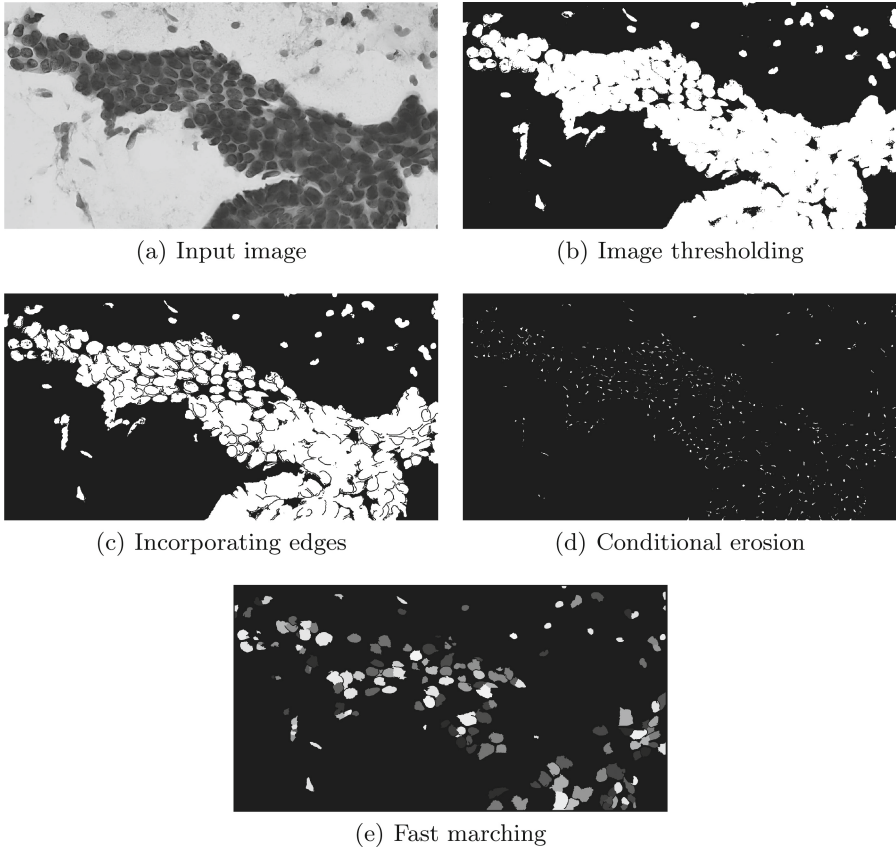 (a) Input image
(b) Image thresholding
(c) Incorporating edges
(d) Conditional erosion
(e) Fast marching